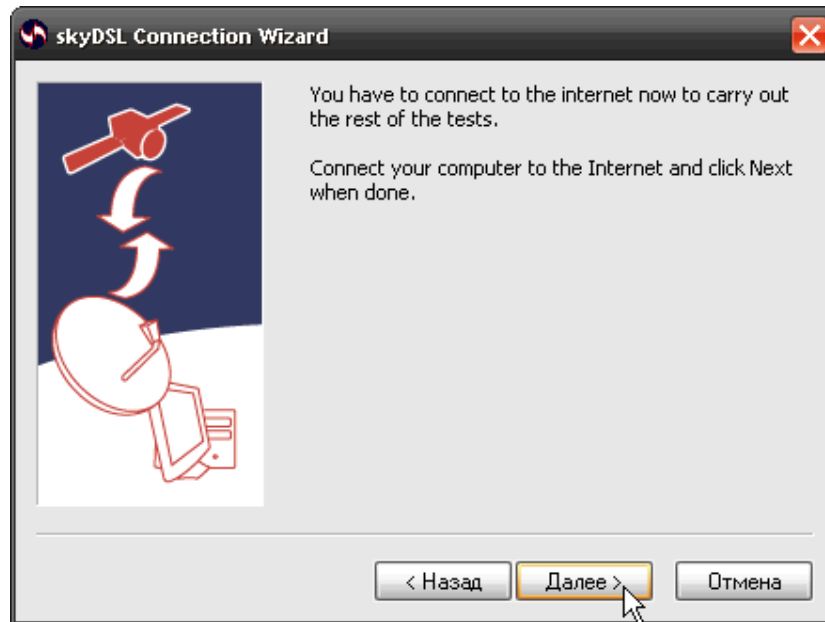 skyDSL Connection Wizard
You have to connect to the internet now to carry out
the rest of the tests.
Connect your computer to the Internet and click Next
when done.
< Назад
Далее >
Отмена